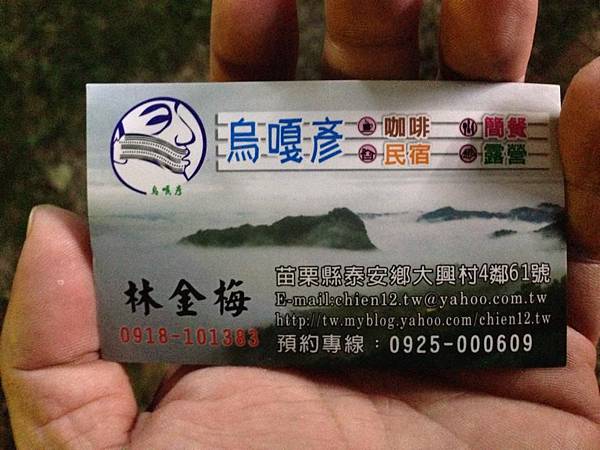 烏嘎彥
咖啡 簡餐
民宿 露營
烏嘎彥
林金梅
0918-101383
苗栗縣泰安鄉大興村4鄰61號
E-mail:chien12.tw@yahoo.com.tw
http://tw.myblog.yahoo.com/chien12.tw
預約專線：0925-000609